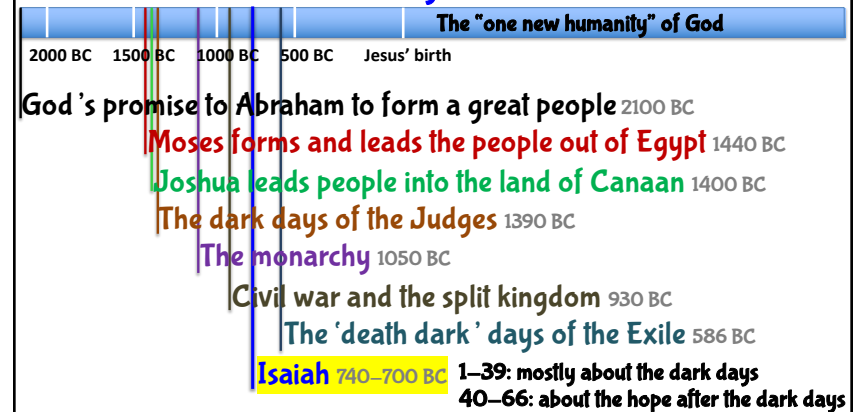 The “one new humanity” of God
2000 BC 1500 BC 1000 BC 500 BC Jesus’ birth
God ’s promise to Abraham to form a great people 2100 BC
Moses forms and leads the people out of Egypt 1440 BC
Joshua leads people into the land of Canaan 1400 BC
The dark days of the Judges 1390 BC
The monarchy 1050 BC
Civil war and the split kingdom 930 BC
The ‘death dark ’ days of the Exile 586 BC
Isaiah 740–700 BC 1–39: mostly about the dark days
40–66: about the hope after the dark days